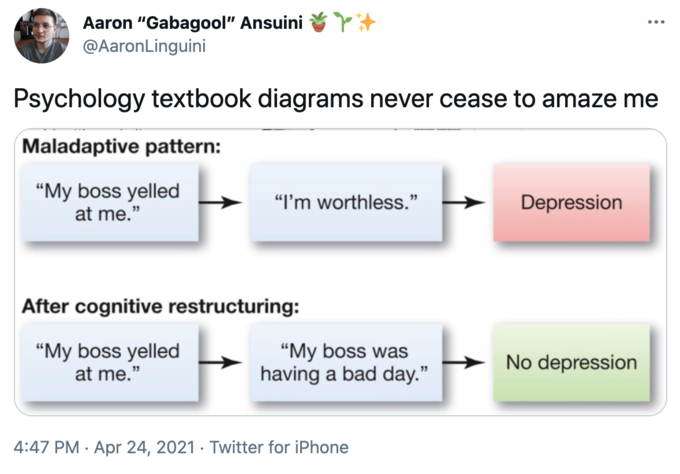 Aaron “Gabagool” Ansuini 🪴🌱✨
@AaronLinguini
Psychology textbook diagrams never cease to amaze me
Maladaptive pattern:
“My boss yelled
at me.”
“I’m worthless.”
Depression
After cognitive restructuring:
“My boss yelled
at me.”
“My boss was
having a bad day.”
No depression
4:47 PM · Apr 24, 2021 · Twitter for iPhone